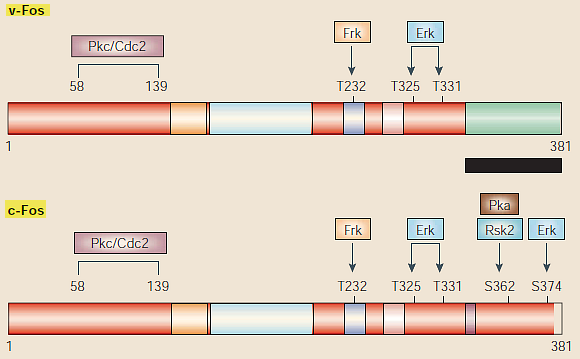 v-Fos
Pkc/Cdc2 Frk Erk
58 139 T232 T325 T331
1 381
c-Fos
Pka
Pkc/Cdc2 Frk Erk Rsk2 Erk
58 139 T232 T325 T331 S362 S374
1 381